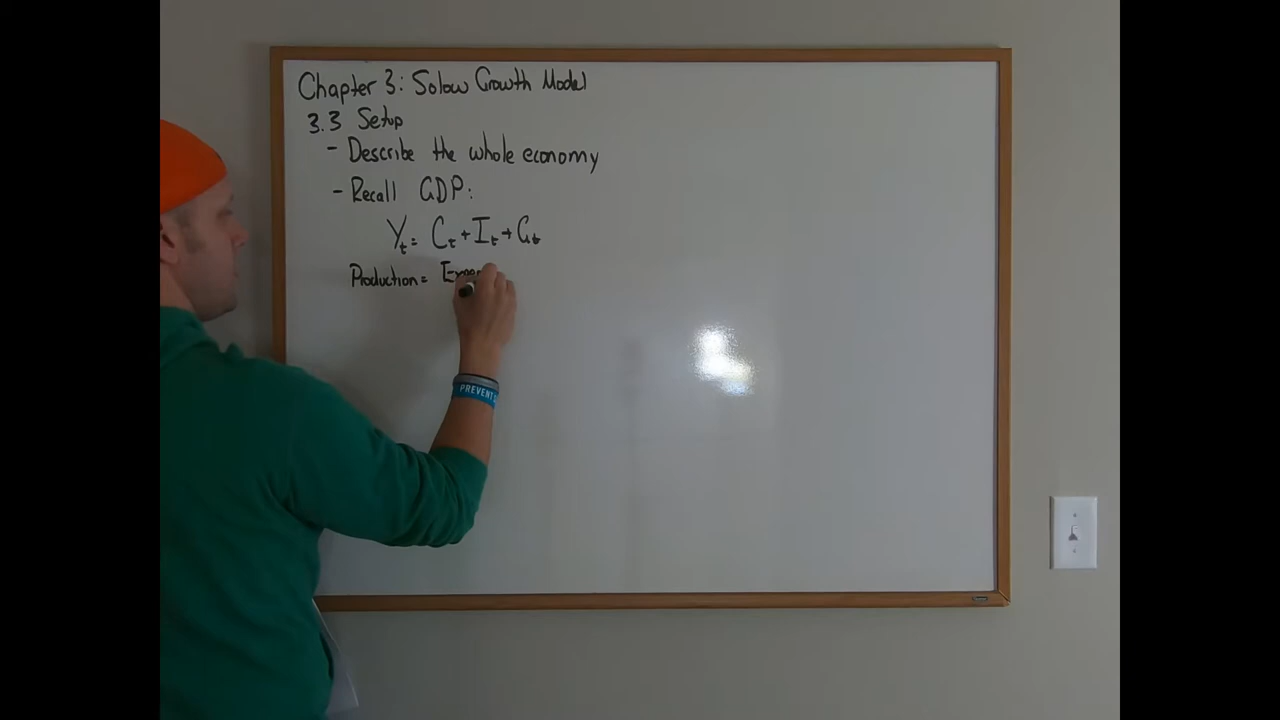 Chapter 3: Solow Growth Model
3.3 Setup
- Describe the whole economy
- Recall GDP:
Yt = Ct + It + Gt
Production =
PREVENT